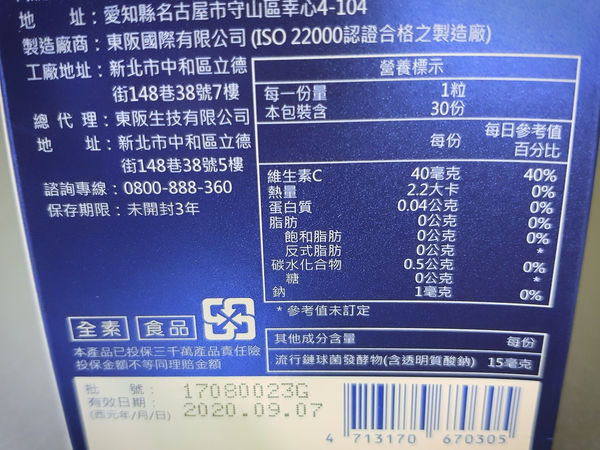 地　址：愛知縣名古屋市守山區幸心4-104
製造廠商：東阪國際有限公司(ISO 22000認證合格之製造廠)
工廠地址：新北市中和區立德
街148巷38號7樓
總 代 理：東阪生技有限公司
地　址：新北市中和區立德
街148巷38號5樓
諮詢專線：0800-888-360
保存期限：未開封3年
營養標示
每一份量 1粒
本包裝含 30份
每份 每日參考值百分比
維生素C 40毫克 40%
熱量 2.2大卡 0%
蛋白質 0.04公克 0%
脂肪 0公克 0%
飽和脂肪 0公克 0%
反式脂肪 0公克 *
碳水化合物 0.5公克 0%
糖 0公克 *
鈉 1毫克 0%
*參考值未訂定
其他成分含量 每份
流行鏈球菌發酵物(含透明質酸鈉) 15毫克
全素 食品
本產品已投保三千萬產品責任險
投保金額不等同理賠金額
批　號：17080023G
有效日期：2020.09.07
(西元年/月/日)
4 713170 670305